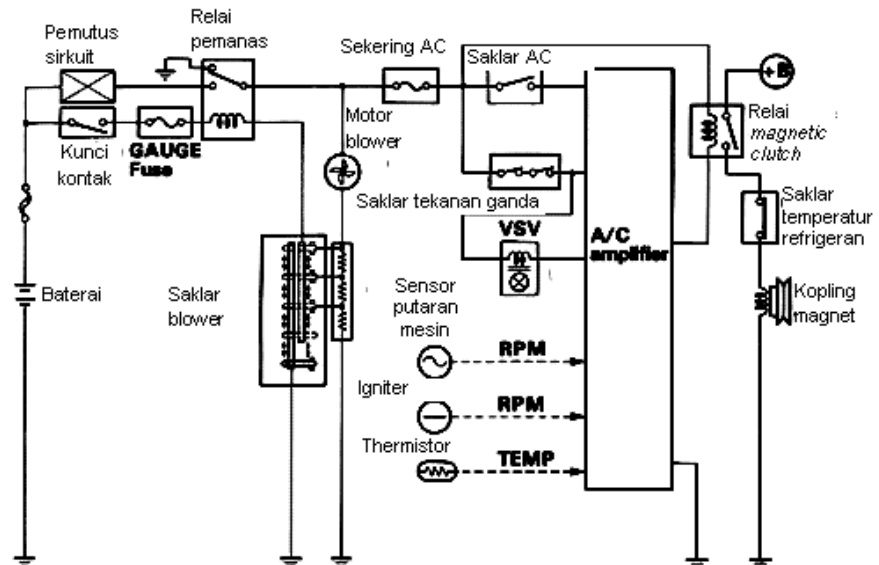 Pemutus
sirkuit
Relai
pemanas
Sekering AC
Saklar AC
+B
Kunci
kontak
GAUGE
Fuse
Motor
blower
Relai
magnetic
clutch
Saklar tekanan ganda
Saklar
temperatur
refrigeran
VSV
A/C
amplifier
Baterai
Saklar
blower
Sensor
putaran
mesin
Kopling
magnet
RPM
Igniter
RPM
Thermistor
TEMP